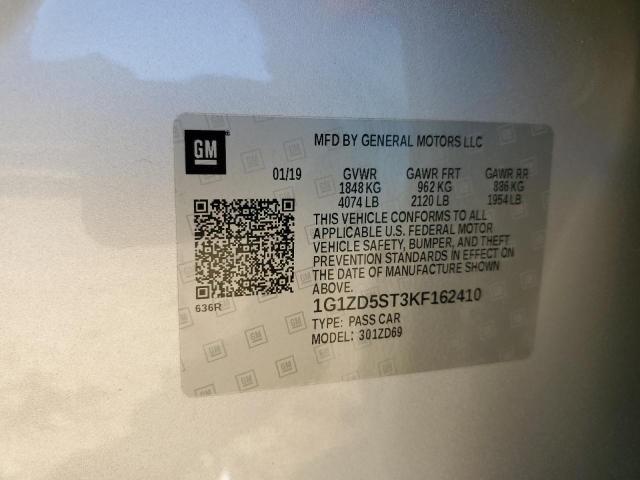 GM
MFD BY GENERAL MOTORS LLC
01/19 GVWR GAWR FRT GAWR RR
1848 KG 962 KG 886 KG
4074 LB 2120 LB 1954 LB
THIS VEHICLE CONFORMS TO ALL
APPLICABLE U.S. FEDERAL MOTOR
VEHICLE SAFETY, BUMPER, AND THEFT
PREVENTION STANDARDS IN EFFECT ON
THE DATE OF MANUFACTURE SHOWN
ABOVE.
636R
1G1ZD5ST3KF162410
TYPE: PASS CAR
MODEL: 301ZD69